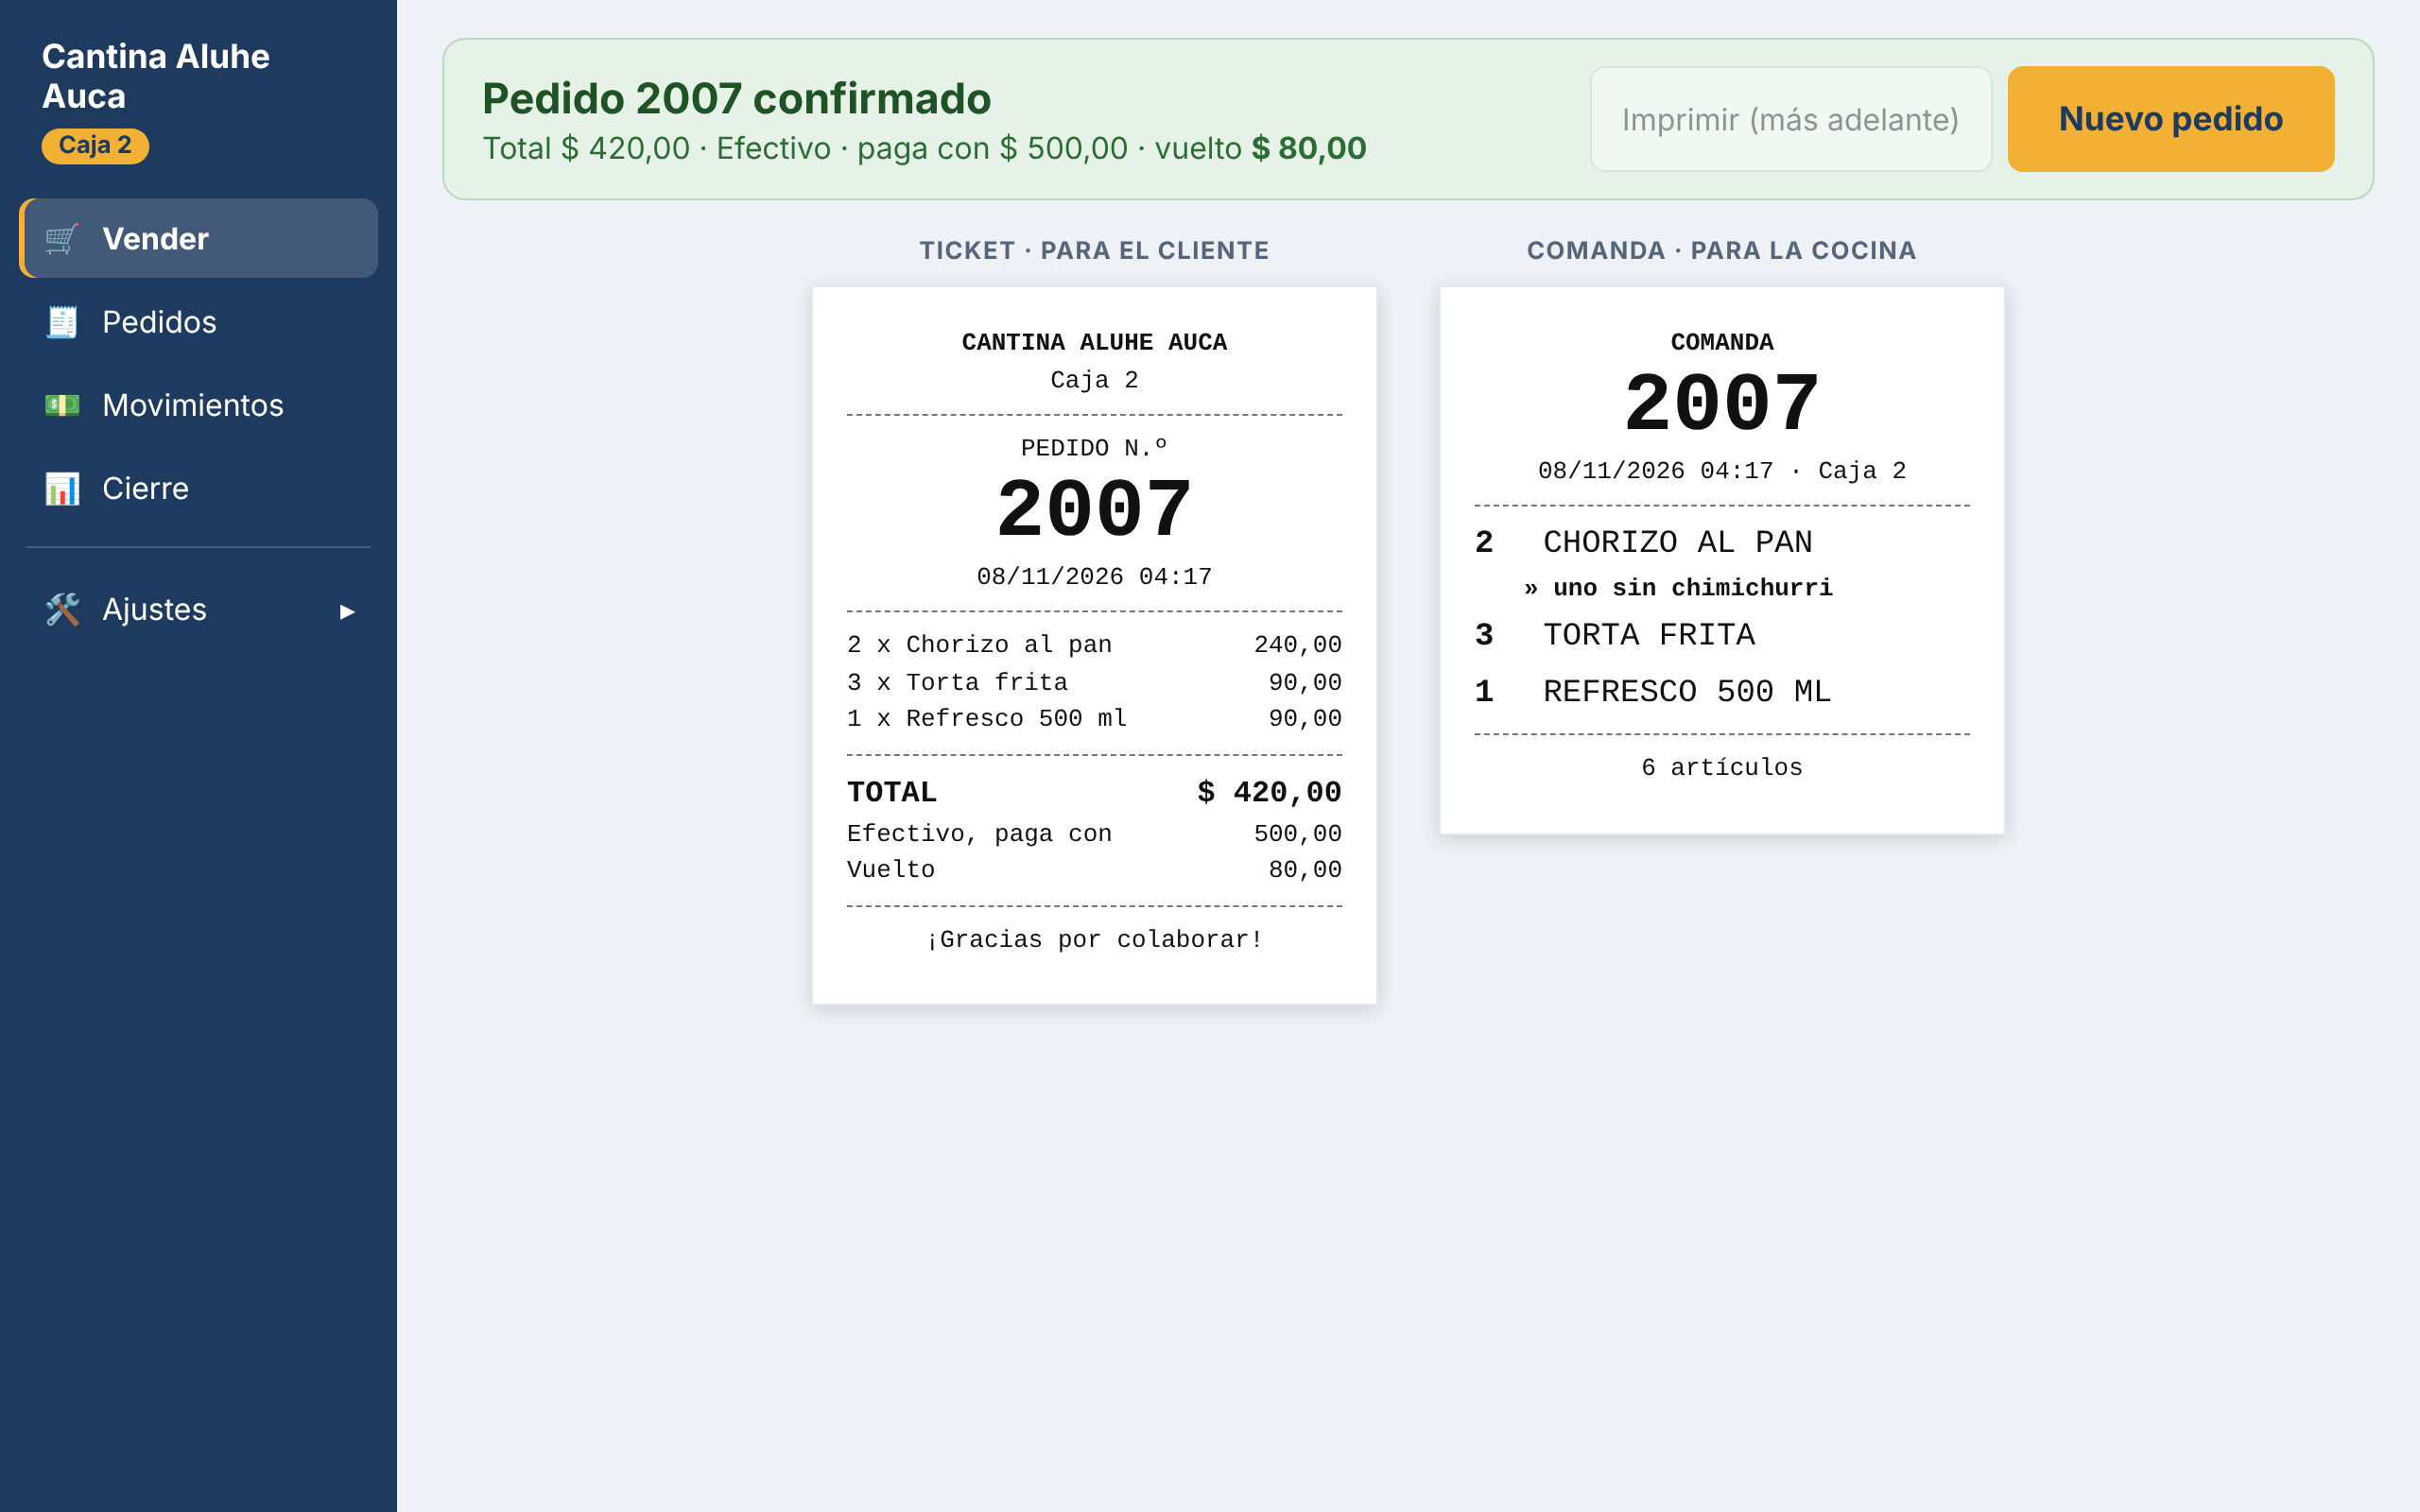 Cantina Aluhe
Auca
Caja 2
Vender
Pedidos
Movimientos
Cierre
Ajustes
Pedido 2007 confirmado
Total $ 420,00 · Efectivo · paga con $ 500,00 · vuelto $ 80,00
Imprimir (más adelante)
Nuevo pedido
TICKET · PARA EL CLIENTE
CANTINA ALUHE AUCA
Caja 2
PEDIDO N.º
2007
08/11/2026 04:17
2 x Chorizo al pan 240,00
3 x Torta frita 90,00
1 x Refresco 500 ml 90,00
TOTAL $ 420,00
Efectivo, paga con 500,00
Vuelto 80,00
¡Gracias por colaborar!
COMANDA · PARA LA COCINA
COMANDA
2007
08/11/2026 04:17 · Caja 2
2 CHORIZO AL PAN
» uno sin chimichurri
3 TORTA FRITA
1 REFRESCO 500 ML
6 artículos